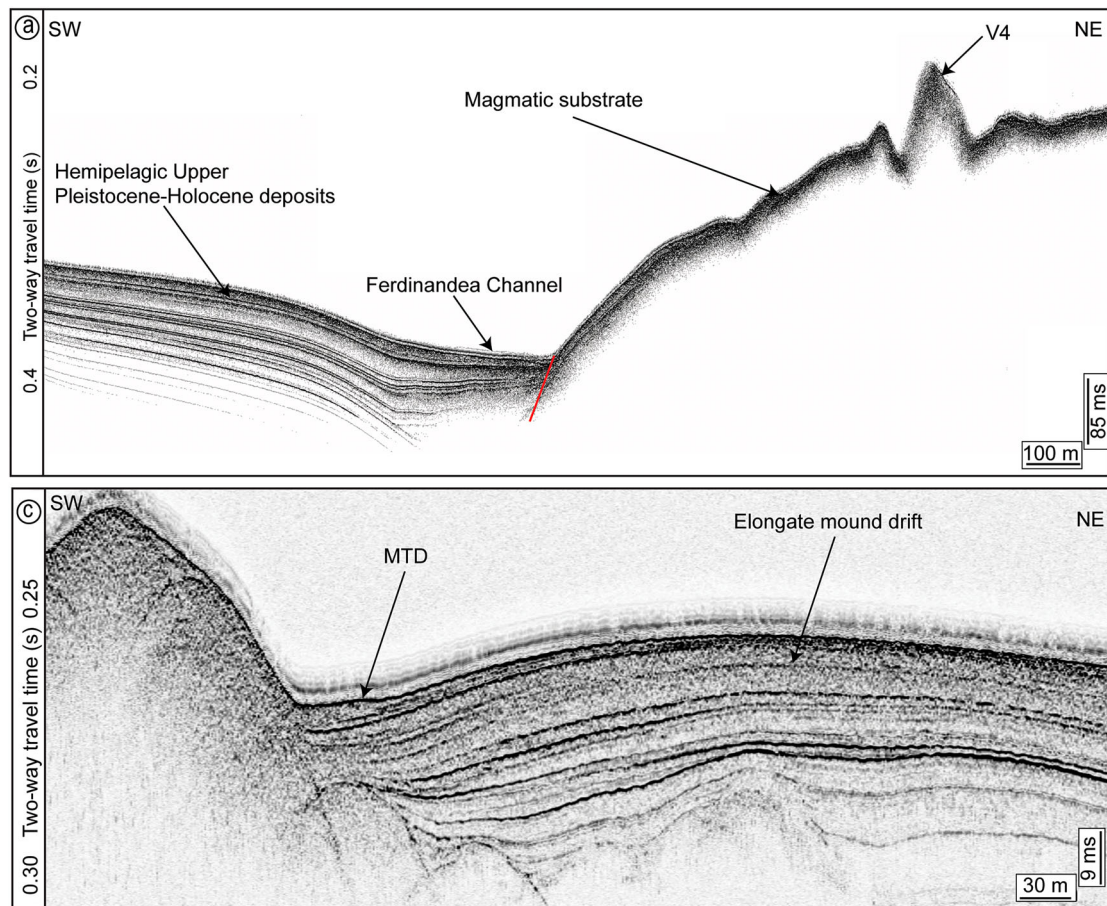 a
SW
NE
V4
0.2
Magmatic substrate
Hemipelagic Upper
Pleistocene-Holocene deposits
Two-way travel time (s)
Ferdinandea Channel
0.4
85 ms
100 m
c
SW
NE
Elongate mound drift
MTD
0.25
Two-way travel time (s)
0.30
9 ms
30 m